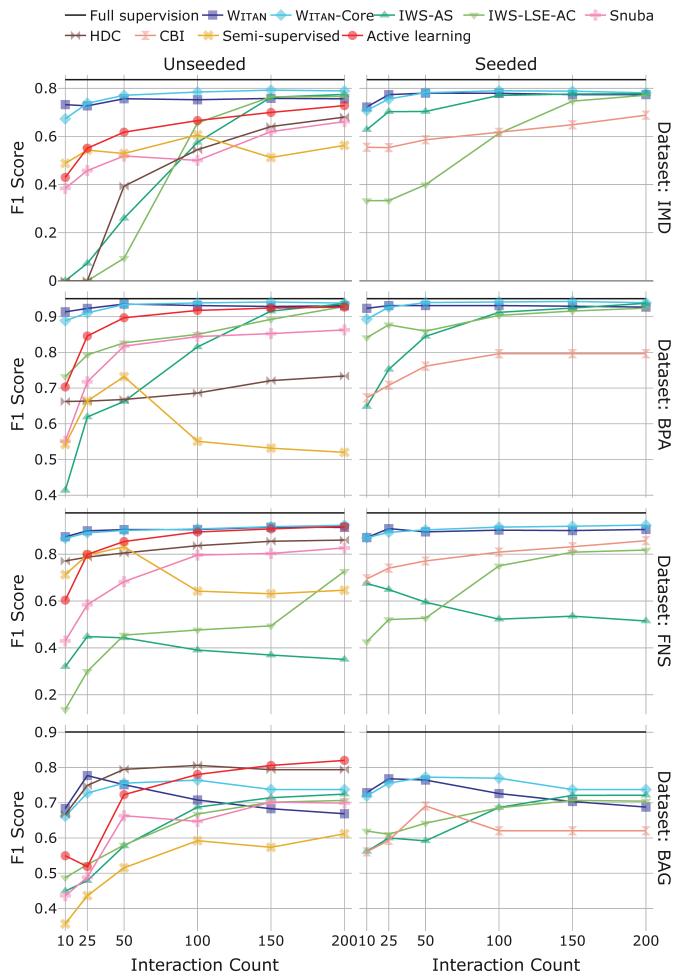 Full supervision WITAN WITAN-CORE IWS-AS IWS-LSE-AC Snuba
HDC CBI Semi-supervised Active learning
Unseeded Seeded
0.8
0.6
0.4
0.2
0
F1 Score
Dataset: IMD
0.9
0.8
0.7
0.6
0.5
0.4
F1 Score
Dataset: BPA
0.8
0.6
0.4
0.2
F1 Score
Dataset: FNS
0.9
0.8
0.7
0.6
0.5
0.4
F1 Score
Dataset: BAG
10 25 50 100 150 200 10 25 50 100 150 200
Interaction Count Interaction Count